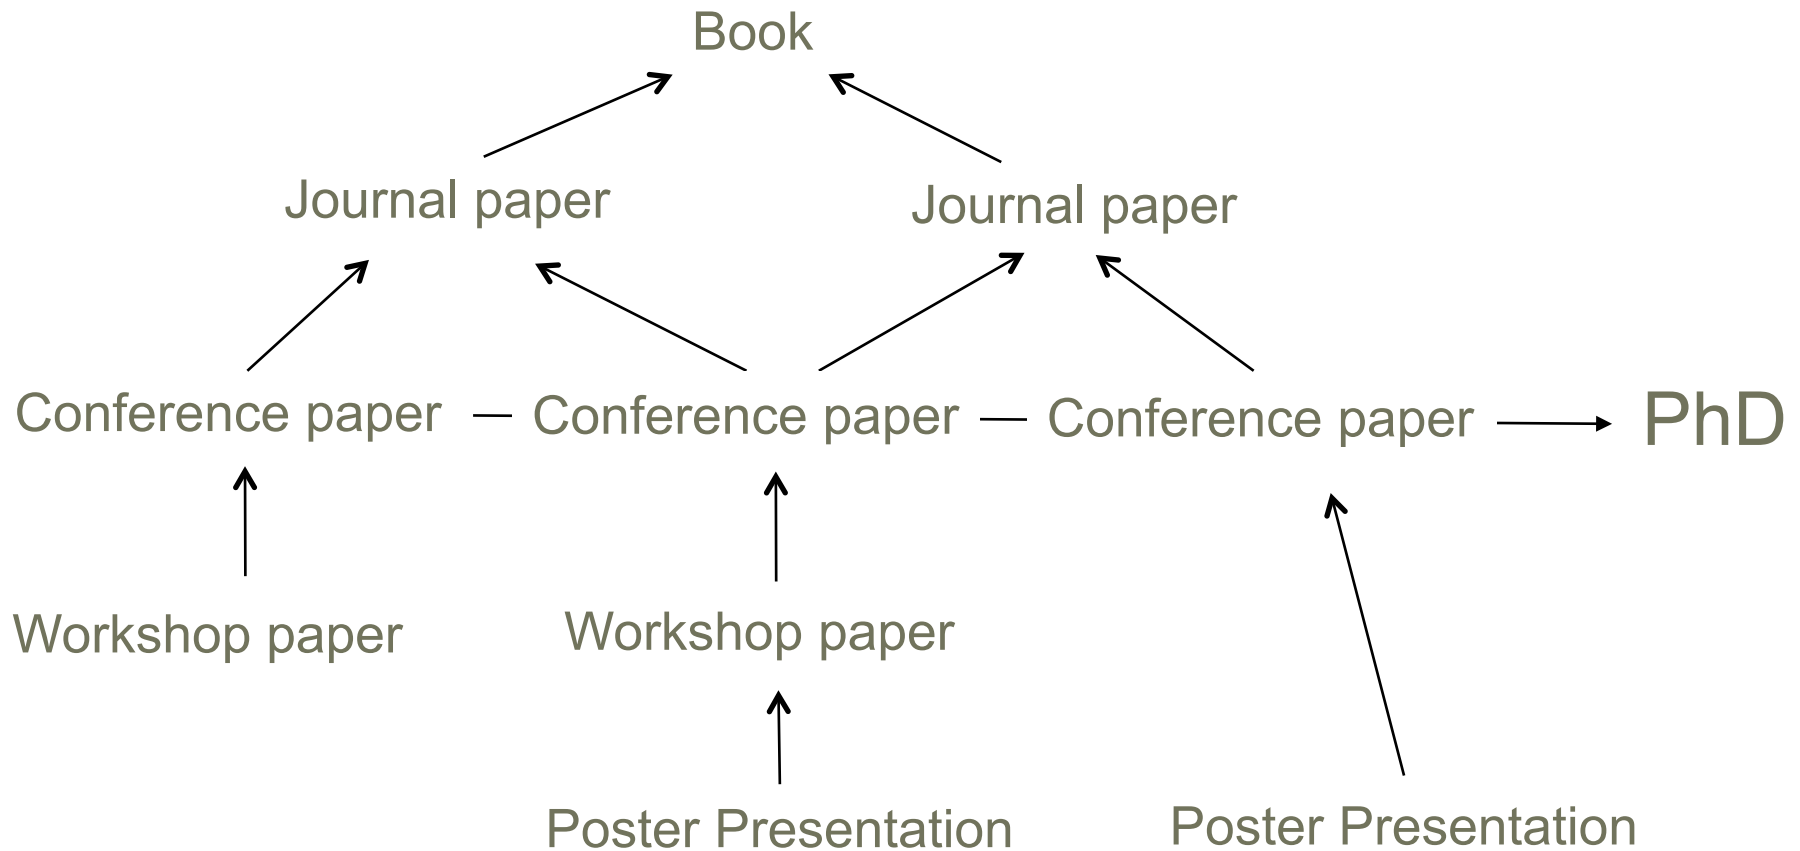 Book
Journal paper
Journal paper
Conference paper
Conference paper
Conference paper
PhD
Workshop paper
Workshop paper
Poster Presentation
Poster Presentation